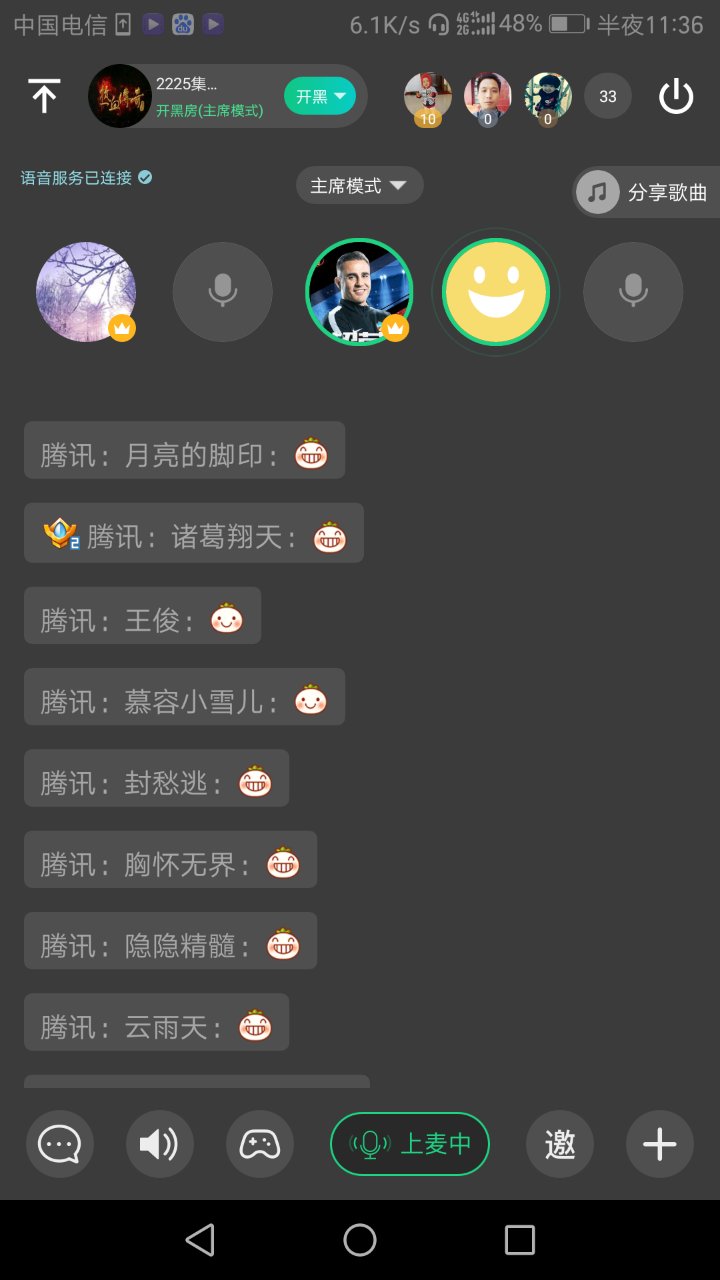 中国电信 6.1K/s 4G 2G 48% 半夜11:36
2225集...
开黑房(主席模式)
开黑
10 0 0 33
语音服务已连接
主席模式
分享歌曲
腾讯：月亮的脚印：
2 腾讯：诸葛翔天：
腾讯：王俊：
腾讯：慕容小雪儿：
腾讯：封愁逃：
腾讯：胸怀无界：
腾讯：隐隐精髓：
腾讯：云雨天：
上麦中
邀